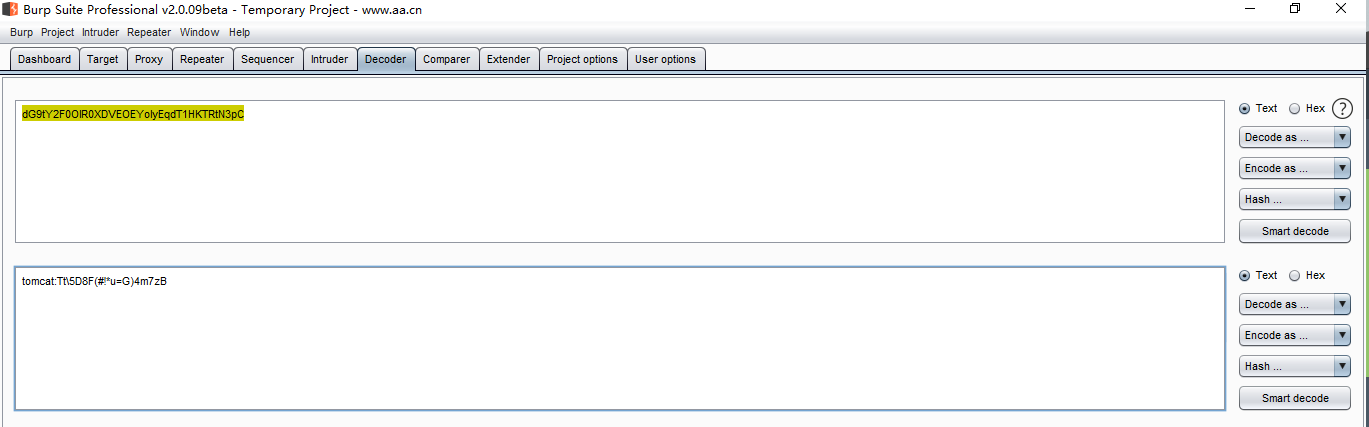 Burp Suite Professional v2.0.09beta - Temporary Project - www.aa.cn
Burp Project Intruder Repeater Window Help
Dashboard Target Proxy Repeater Sequencer Intruder Decoder Comparer Extender Project options User options
dG9tY2F0OlR0XDVEOEYoIyEqdT1HKTRtN3pC
Text Hex ?
Decode as ...
Encode as ...
Hash ...
Smart decode
tomcat:Tt\5D8F(#!*u=G)4m7zB
Text Hex
Decode as ...
Encode as ...
Hash ...
Smart decode